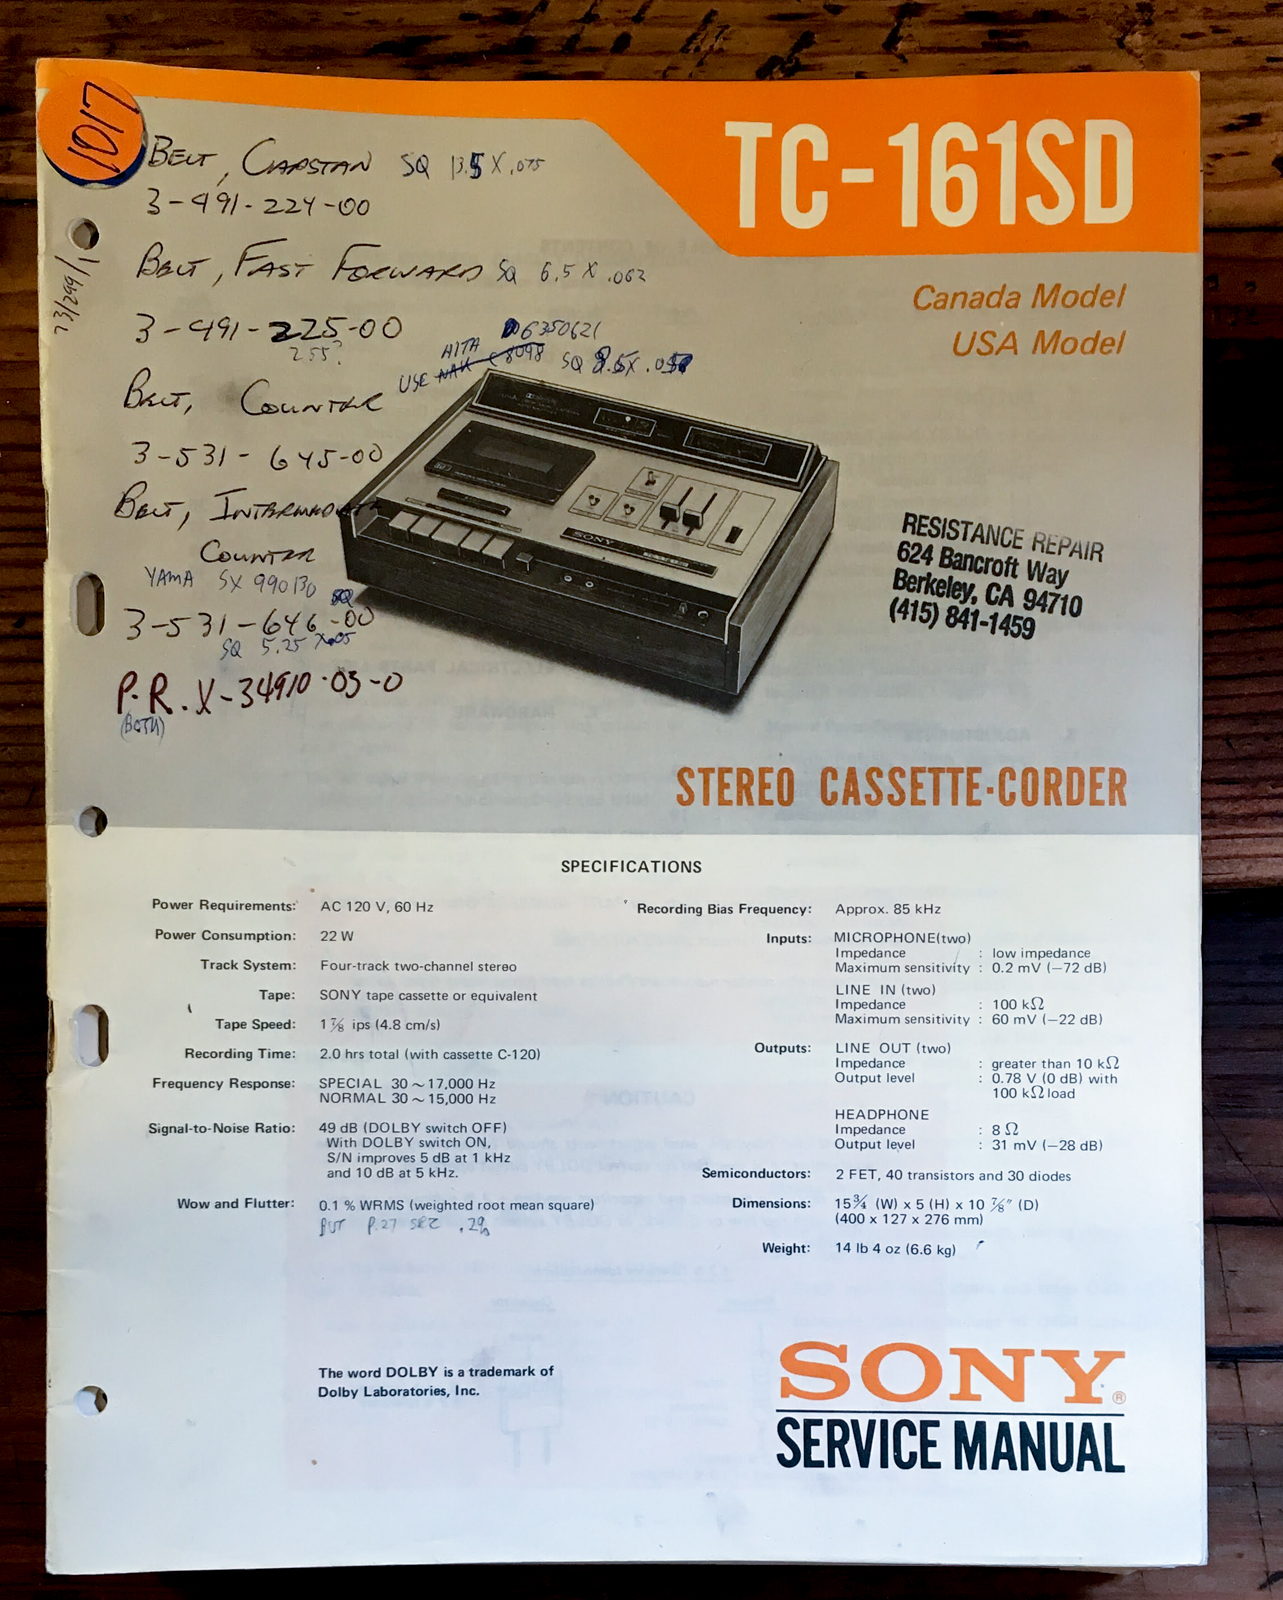 1017
TC-161SD
BELT, CAPSTAN SQ 13.5 X .075
3-491-224-00
BELT, FAST FORWARD SQ 6.5 X .062
3-491-225-00
255?
Canada Model
USA Model
73/299/1
6350621
USE AITA NAK 8098 SQ
BELT, COUNTER
3-531-645-00
BELT, INTERMEDIATE
COUNTER
YAMA SX 990130 SQ
3-531-646-00
SQ 5.25 X .05
P.R. X-34910-03-0
(BOTH)
SONY
RESISTANCE REPAIR
624 Bancroft Way
Berkeley, CA 94710
(415) 841-1459
STEREO CASSETTE-CORDER
SPECIFICATIONS
Power Requirements: AC 120 V, 60 Hz
Power Consumption: 22 W
Track System: Four-track two-channel stereo
Tape: SONY tape cassette or equivalent
Tape Speed: 1 7/8 ips (4.8 cm/s)
Recording Time: 2.0 hrs total (with cassette C-120)
Frequency Response: SPECIAL 30 ~ 17,000 Hz
NORMAL 30 ~ 15,000 Hz
Signal-to-Noise Ratio: 49 dB (DOLBY switch OFF)
With DOLBY switch ON,
S/N improves 5 dB at 1 kHz
and 10 dB at 5 kHz.
Wow and Flutter: 0.1 % WRMS (weighted root mean square)
BUT P.27 SEZ .2%
Recording Bias Frequency: Approx. 85 kHz
Inputs: MICROPHONE(two)
Impedance : low impedance
Maximum sensitivity : 0.2 mV (−72 dB)
LINE IN (two)
Impedance : 100 kΩ
Maximum sensitivity : 60 mV (−22 dB)
Outputs: LINE OUT (two)
Impedance : greater than 10 kΩ
Output level : 0.78 V (0 dB) with
100 kΩ load
HEADPHONE
Impedance : 8 Ω
Output level : 31 mV (−28 dB)
Semiconductors: 2 FET, 40 transistors and 30 diodes
Dimensions: 15 3/4 (W) x 5 (H) x 10 7/8" (D)
(400 x 127 x 276 mm)
Weight: 14 lb 4 oz (6.6 kg)
The word DOLBY is a trademark of
Dolby Laboratories, Inc.
SONY®
SERVICE MANUAL